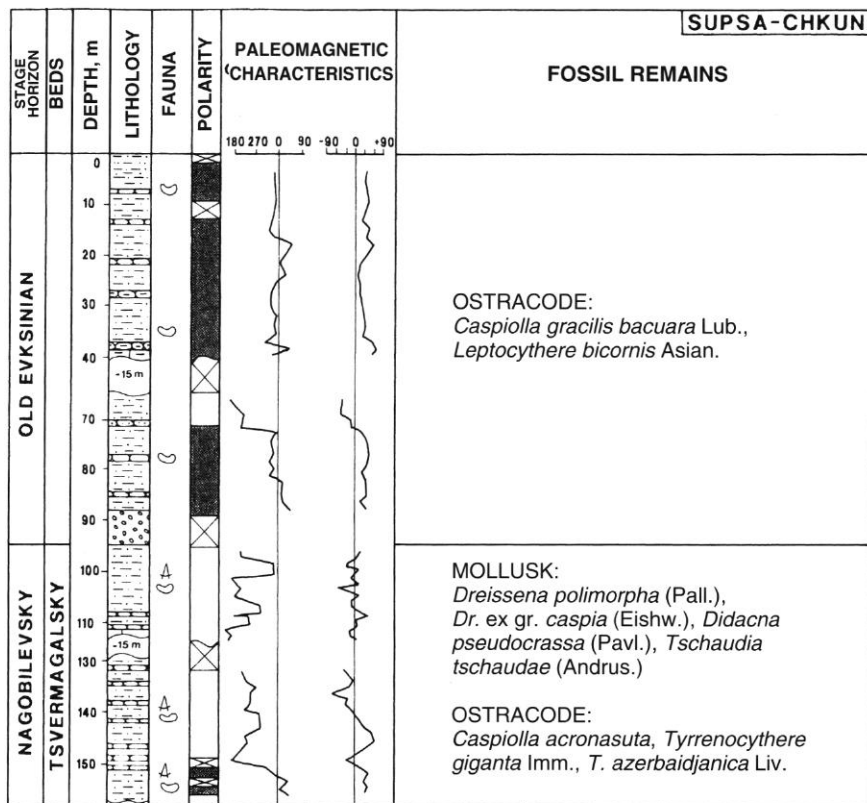 SUPSA-CHKUN
STAGE
HORIZON
BEDS
DEPTH, m
LITHOLOGY
FAUNA
POLARITY
PALEOMAGNETIC
CHARACTERISTICS
FOSSIL REMAINS
180 270 0 90
-90 0 +90
0
10
20
30
40
-15 m
70
80
90
100
110
-15 m
130
140
150
OLD EVKSINIAN
NAGOBILEVSKY
TSVERMAGALSKY
OSTRACODE:
Caspiolla gracilis bacuara Lub.,
Leptocythere bicornis Asian.
MOLLUSK:
Dreissena polimorpha (Pall.),
Dr. ex gr. caspia (Eishw.), Didacna
pseudocrassa (Pavl.), Tschaudia
tschaudae (Andrus.)
OSTRACODE:
Caspiolla acronasuta, Tyrrenocythere
giganta Imm., T. azerbaidjanica Liv.